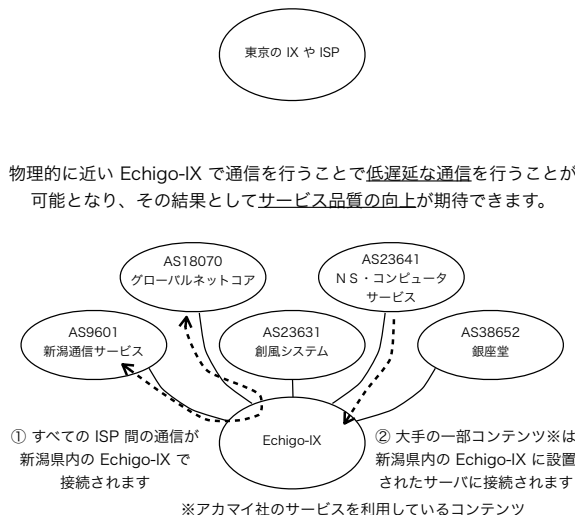 東京の IX や ISP
物理的に近い Echigo-IX で通信を行うことで低遅延な通信を行うことが
可能となり、その結果としてサービス品質の向上が期待できます。
AS18070
グローバルネットコア
AS23641
ＮＳ・コンピュータ
サービス
AS9601
新潟通信サービス
AS23631
創風システム
AS38652
銀座堂
Echigo-IX
① すべての ISP 間の通信が
新潟県内の Echigo-IX で
接続されます
② 大手の一部コンテンツ※は
新潟県内の Echigo-IX に設置
されたサーバに接続されます
※アカマイ社のサービスを利用しているコンテンツ